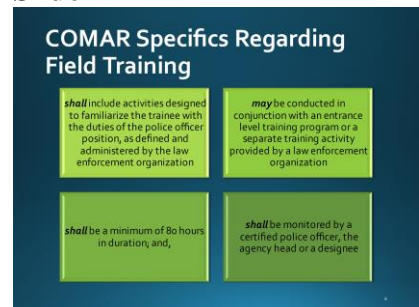 COMAR Specifics Regarding
Field Training
shall include activities designed
to familiarize the trainee with
the duties of the police officer
position, as defined and
administered by the law
enforcement organization
may be conducted in
conjunction with an entrance
level training program or a
separate training activity
provided by a law enforcement
organization
shall be a minimum of 80 hours
in duration; and,
shall be monitored by a
certified police officer, the
agency head or a designee